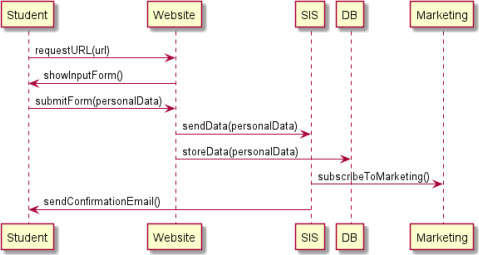 Student Website SIS DB Marketing
requestURL(url)
showInputForm()
submitForm(personalData)
sendData(personalData)
storeData(personalData)
subscribeToMarketing()
sendConfirmationEmail()
Student Website SIS DB Marketing